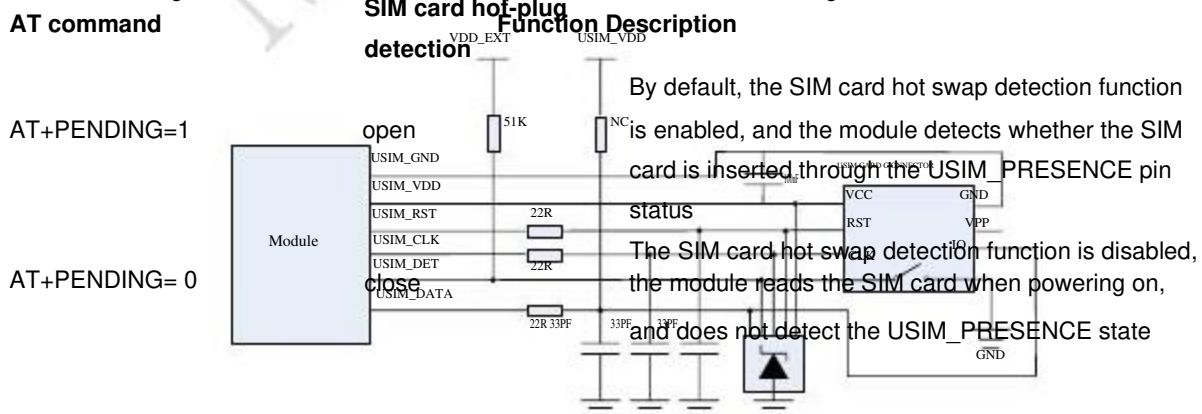 AT command
SIM card hot-plug
detection
Function Description
VDD_EXT
USIM_VDD
By default, the SIM card hot swap detection function
AT+PENDING=1
open
51K
NC
is enabled, and the module detects whether the SIM
USIM_GND
card is inserted through the USIM_PRESENCE pin
USIM CARD CONNECTOR
USIM_VDD
VCC
GND
USIM_RST
22R
status
RST
VPP
Module
USIM_CLK
IO
The SIM card hot swap detection function is disabled,
CLK
USIM_DET
22R
AT+PENDING= 0
close
the module reads the SIM card when powering on,
USIM_DATA
22R
33PF
33PF
33PF
and does not detect the USIM_PRESENCE state
GND